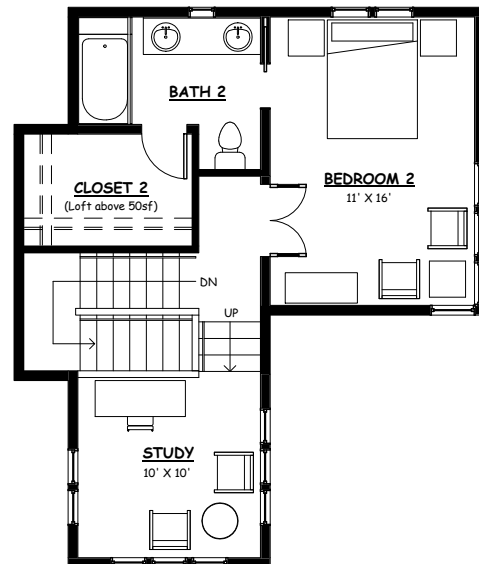 BATH 2
BEDROOM 2
11' X 16'
CLOSET 2
(Loft above 50sf)
DN
UP
STUDY
10' X 10'